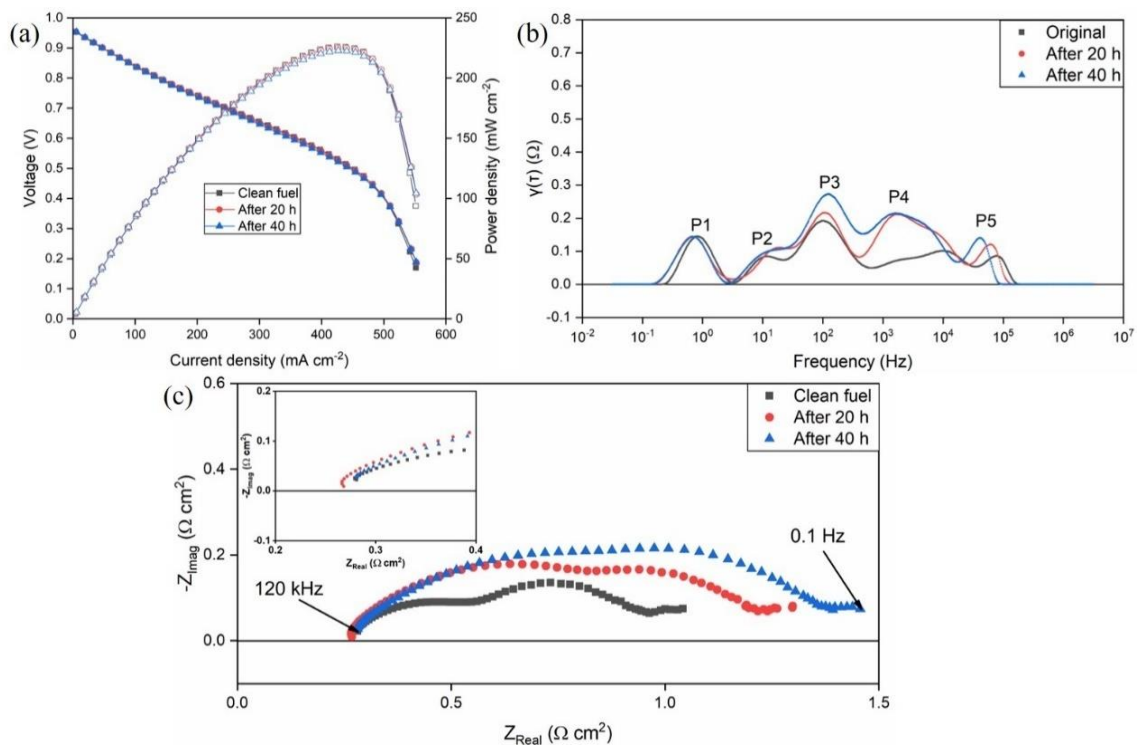 (a)
1.0
0.9
0.8
0.7
0.6
0.5
0.4
0.3
0.2
0.1
0.0
Voltage (V)
250
200
150
100
50
0
Power density (mW cm⁻²)
Clean fuel
After 20 h
After 40 h
0 100 200 300 400 500 600
Current density (mA cm⁻²)
(b)
0.8
0.7
0.6
0.5
0.4
0.3
0.2
0.1
0.0
-0.1
γ(τ) (Ω)
Original
After 20 h
After 40 h
P1 P2 P3 P4 P5
10⁻² 10⁻¹ 10⁰ 10¹ 10² 10³ 10⁴ 10⁵ 10⁶ 10⁷
Frequency (Hz)
(c)
0.6
0.4
0.2
0.0
-Z_Imag (Ω cm²)
0.2
0.1
0.0
-0.1
-Z_Imag (Ω cm²)
0.2 0.3 0.4
Z_Real (Ω cm²)
Clean fuel
After 20 h
After 40 h
120 kHz
0.1 Hz
0.0 0.5 1.0 1.5
Z_Real (Ω cm²)